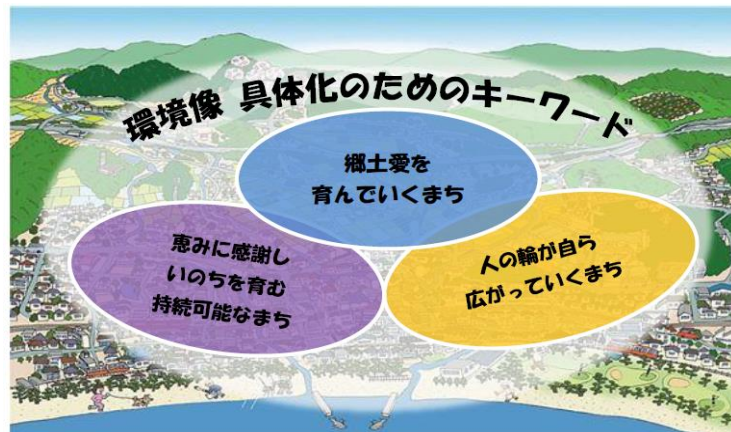 環境像 具体化のためのキーワード
郷土愛を
育んでいくまち
恵みに感謝し
いのちを育む
持続可能なまち
人の輪が自ら
広がっていくまち